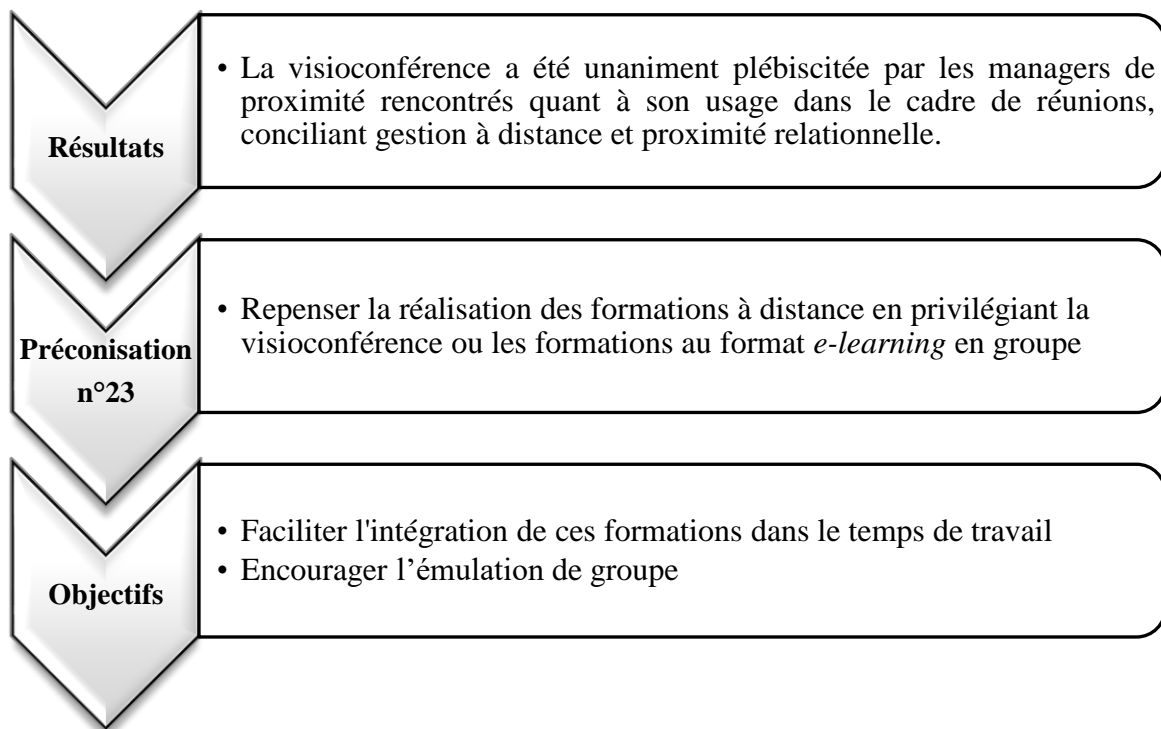 Résultats
• La visioconférence a été unaniment plébiscitée par les managers de
proximité rencontrés quant à son usage dans le cadre de réunions,
conciliant gestion à distance et proximité relationnelle.
Préconisation
n°23
• Repenser la réalisation des formations à distance en privilégiant la
visioconférence ou les formations au format e-learning en groupe
Objectifs
• Faciliter l'intégration de ces formations dans le temps de travail
• Encourager l’émulation de groupe